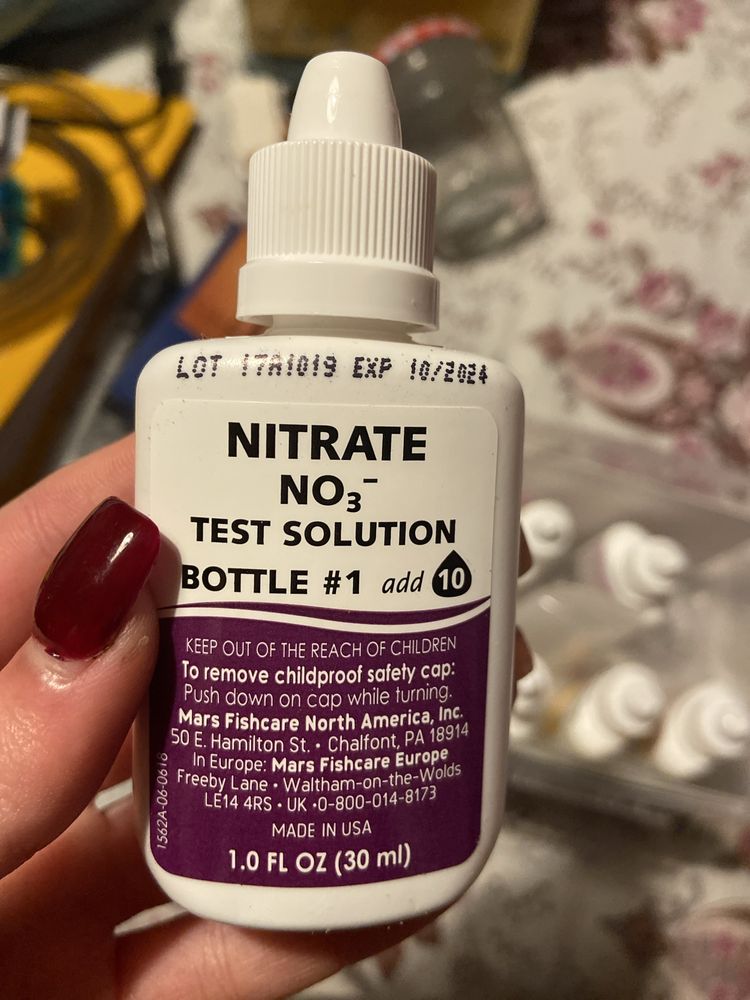 LOT 17A1019 EXP 10/2024
NITRATE
NO₃⁻
TEST SOLUTION
BOTTLE #1 add 10
KEEP OUT OF THE REACH OF CHILDREN
To remove childproof safety cap:
Push down on cap while turning.
Mars Fishcare North America, Inc.
50 E. Hamilton St. • Chalfont, PA 18914
In Europe: Mars Fishcare Europe
Freeby Lane • Waltham-on-the-Wolds
LE14 4RS • UK •0-800-014-8173
MADE IN USA
1.0 FL OZ (30 ml)
1562A-06-0618